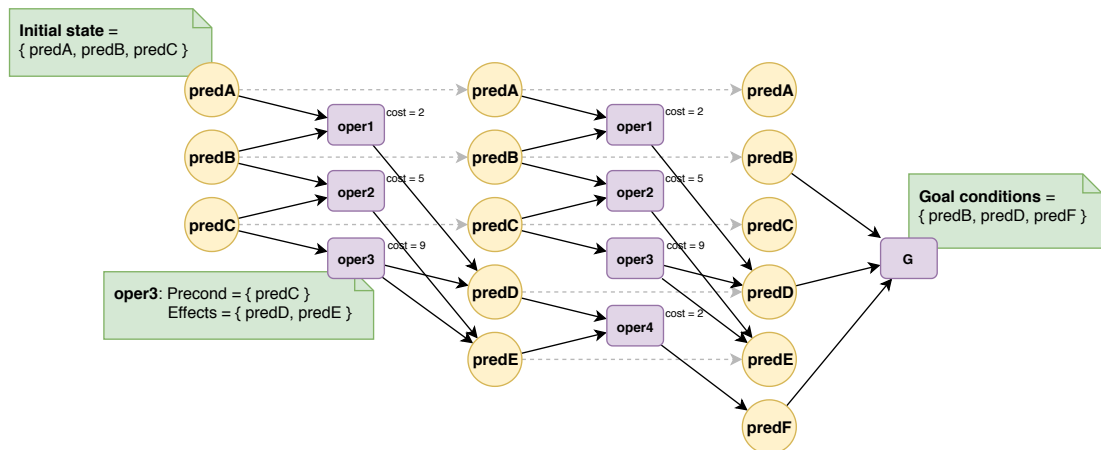 Initial state =
{ predA, predB, predC }
predA
predA
predA
oper1
cost = 2
oper1
cost = 2
predB
predB
predB
oper2
cost = 5
oper2
cost = 5
Goal conditions =
{ predB, predD, predF }
predC
predC
predC
oper3
cost = 9
oper3
cost = 9
G
oper3: Precond = { predC }
Effects = { predD, predE }
predD
predD
oper4
cost = 2
predE
predE
predF